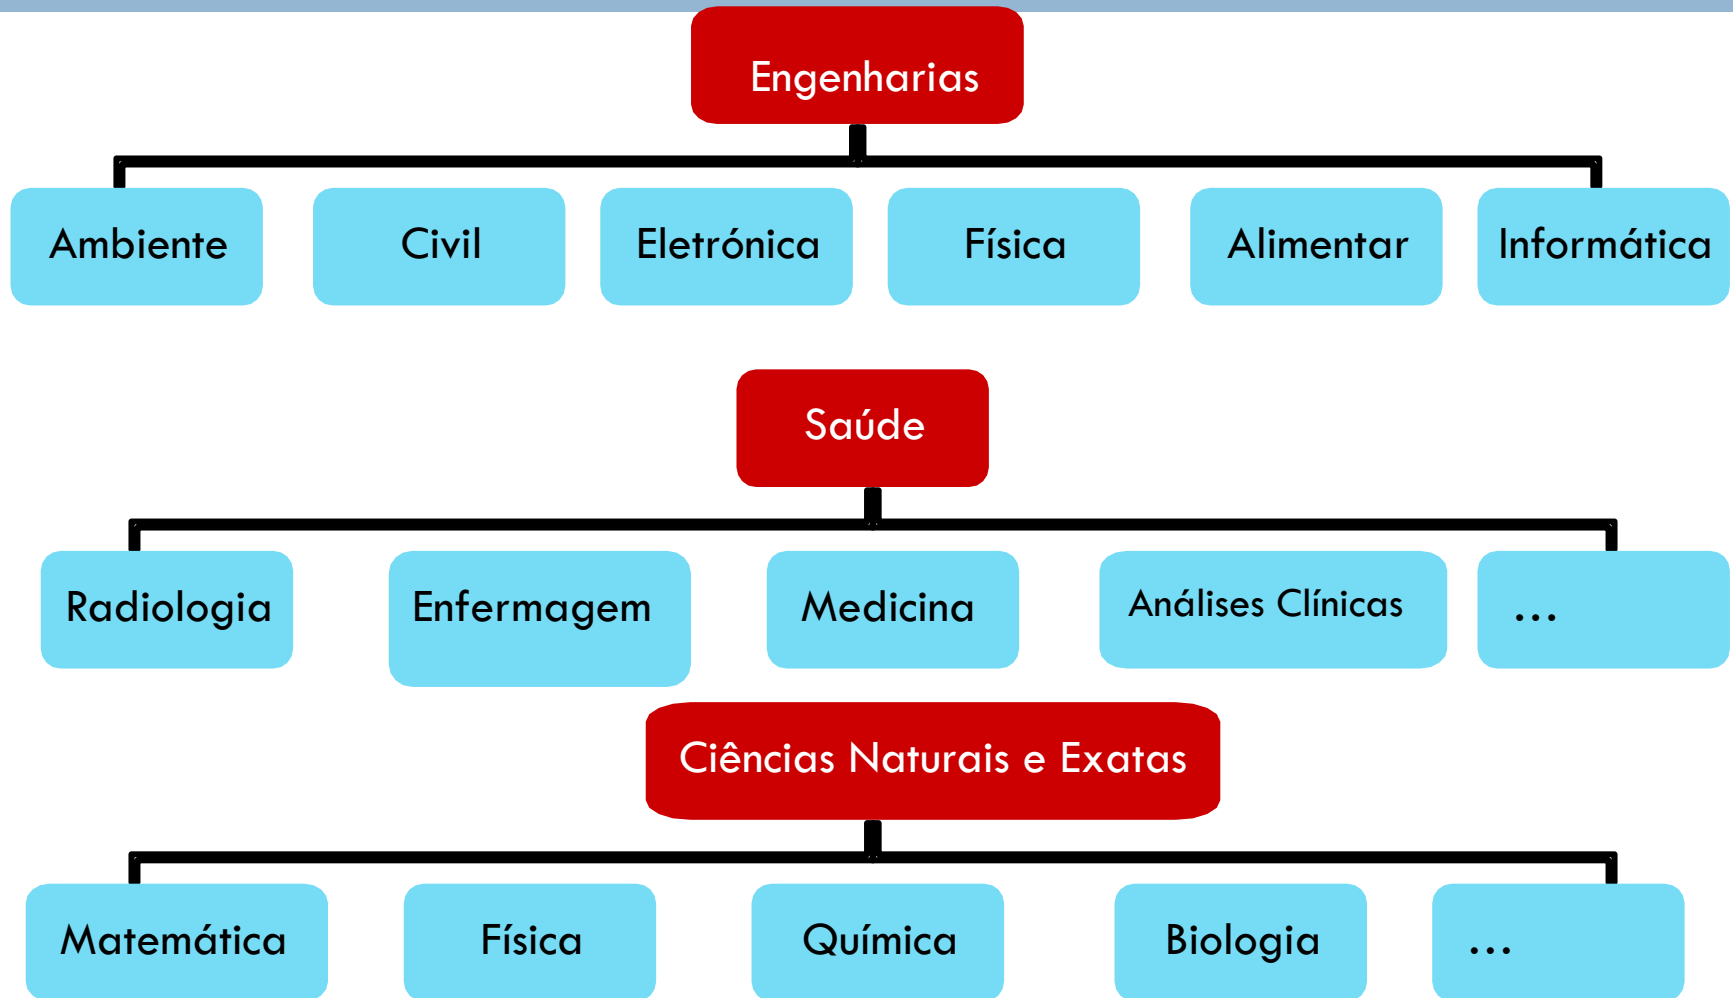 Engenharias
Ambiente Civil Eletrónica Física Alimentar Informática
Saúde
Radiologia Enfermagem Medicina Análises Clínicas ...
Ciências Naturais e Exatas
Matemática Física Química Biologia ...